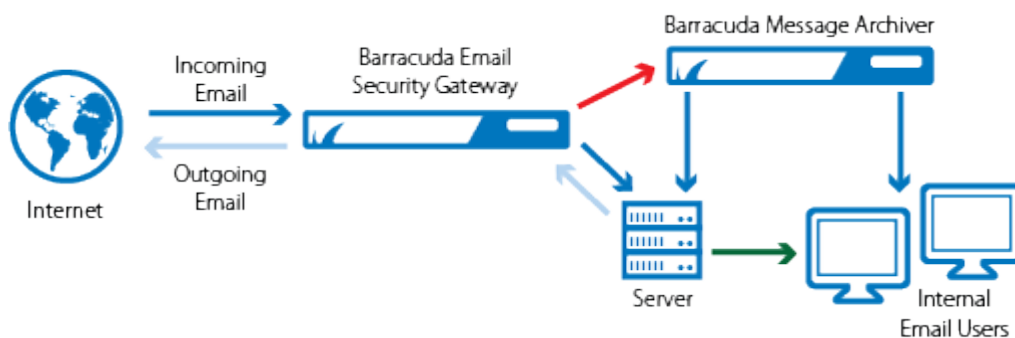 Barracuda Message Archiver
Barracuda Email
Security Gateway
Incoming
Email
Outgoing
Email
Internet
Server
Internal
Email Users